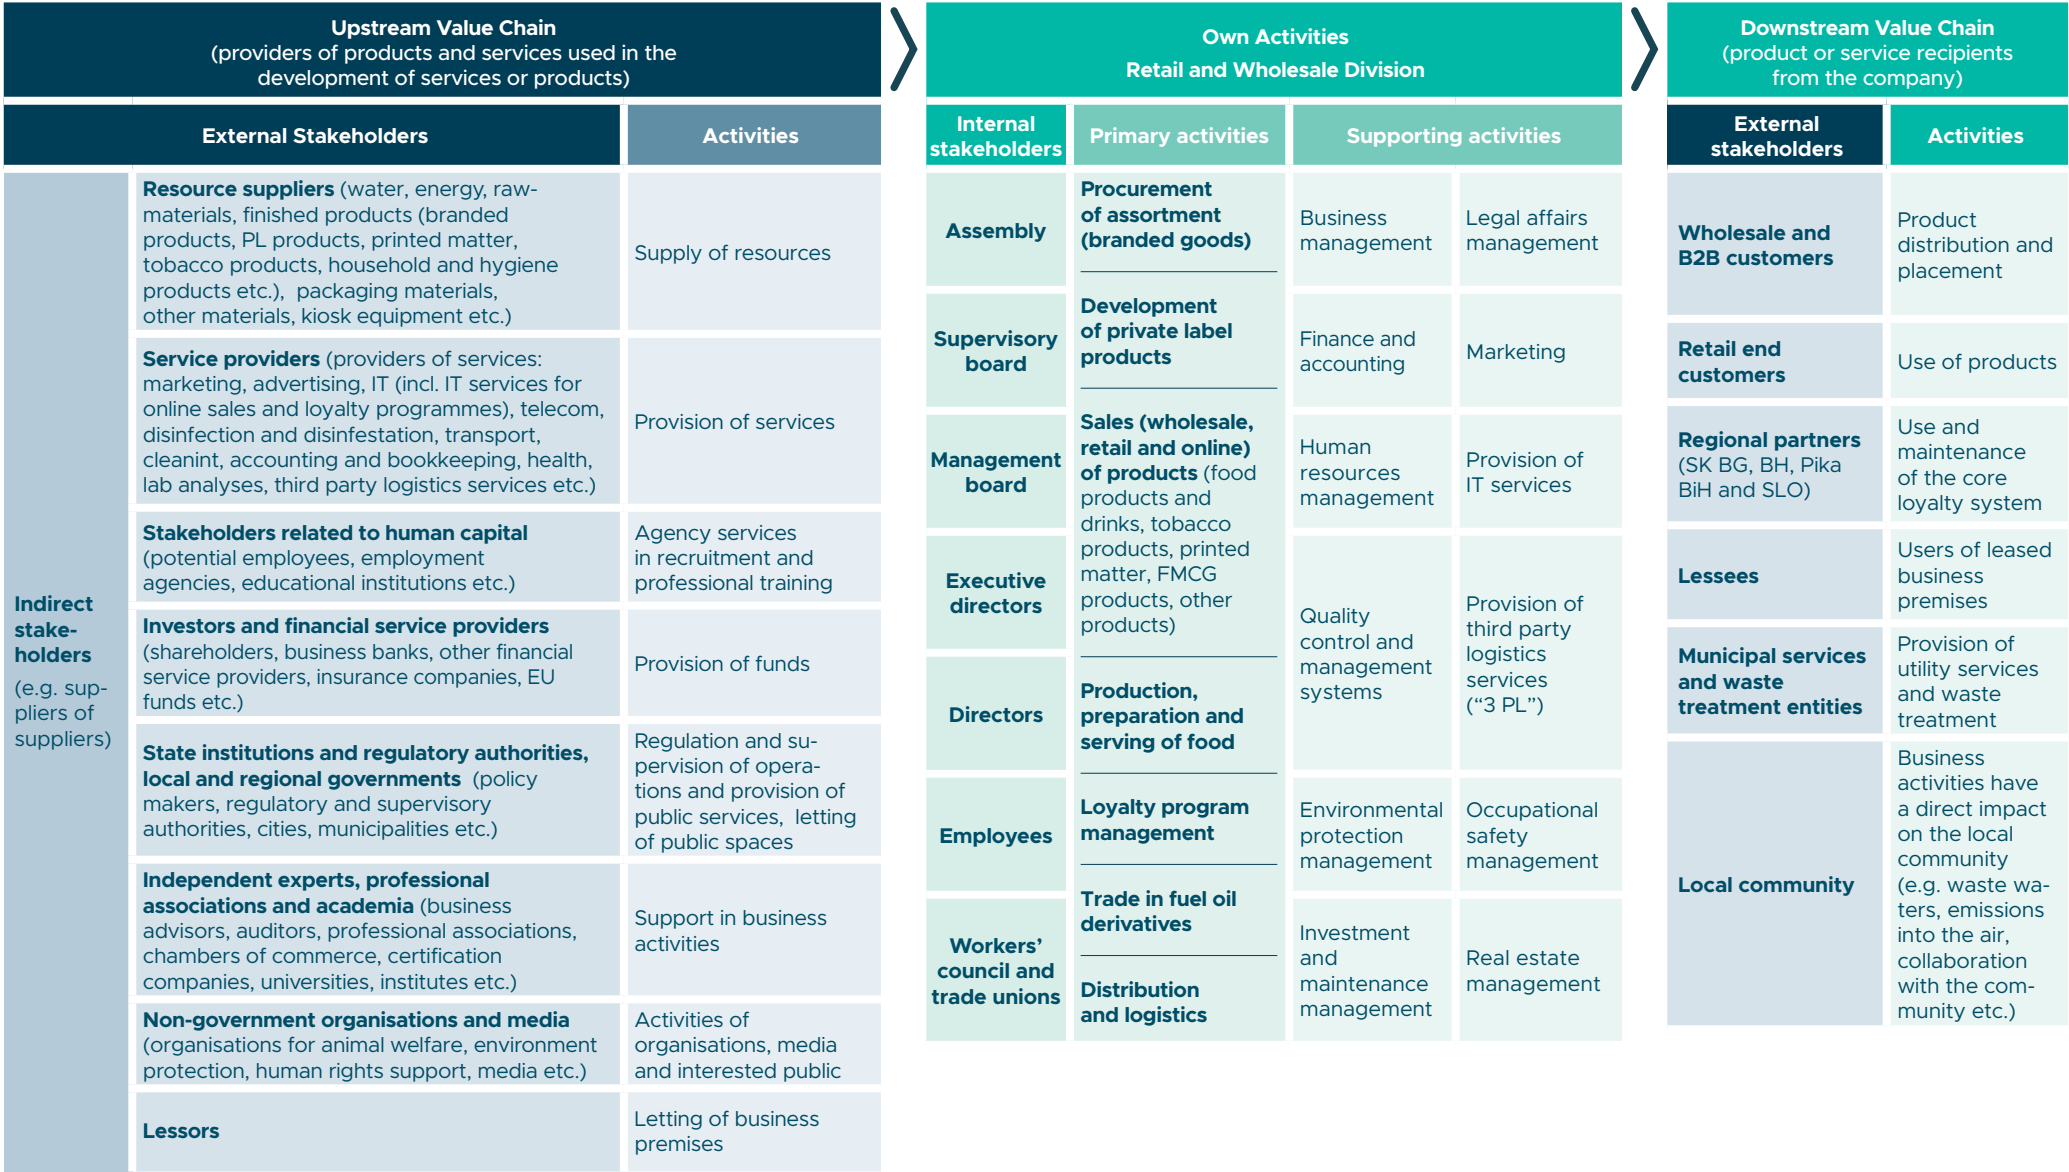 Upstream Value Chain
(providers of products and services used in the
development of services or products)
External Stakeholders
Activities
Indirect
stake-
holders
(e.g. sup-
pliers of
suppliers)
Resource suppliers (water, energy, raw-
materials, finished products (branded
products, PL products, printed matter,
tobacco products, household and hygiene
products etc.),  packaging materials,
other materials, kiosk equipment etc.)
Supply of resources
Service providers (providers of services:
marketing, advertising, IT (incl. IT services for
online sales and loyalty programmes), telecom,
disinfection and disinfestation, transport,
cleanint, accounting and bookkeeping, health,
lab analyses, third party logistics services etc.)
Provision of services
Stakeholders related to human capital
(potential employees, employment
agencies, educational institutions etc.)
Agency services
in recruitment and
professional training
Investors and financial service providers
(shareholders, business banks, other financial
service providers, insurance companies, EU
funds etc.)
Provision of funds
State institutions and regulatory authorities,
local and regional governments  (policy
makers, regulatory and supervisory
authorities, cities, municipalities etc.)
Regulation and su-
pervision of opera-
tions and provision of
public services,  letting
of public spaces
Independent experts, professional
associations and academia (business
advisors, auditors, professional associations,
chambers of commerce, certification
companies, universities, institutes etc.)
Support in business
activities
Non-government organisations and media
(organisations for animal welfare, environment
protection, human rights support, media etc.)
Activities of
organisations, media
and interested public
Lessors
Letting of business
premises
Own Activities
Retail and Wholesale Division
Internal
stakeholders
Primary activities
Supporting activities
Assembly
Supervisory
board
Management
board
Executive
directors
Directors
Employees
Workers’
council and
trade unions
Procurement
of assortment
(branded goods)
Development
of private label
products
Sales (wholesale,
retail and online)
of products (food
products and
drinks, tobacco
products, printed
matter, FMCG
products, other
products)
Production,
preparation and
serving of food
Loyalty program
management
Trade in fuel oil
derivatives
Distribution
and logistics
Business
management
Legal affairs
management
Finance and
accounting
Marketing
Human
resources
management
Provision of
IT services
Quality
control and
management
systems
Provision of
third party
logistics
services
(“3 PL”)
Environmental
protection
management
Occupational
safety
management
Investment
and
maintenance
management
Real estate
management
Downstream Value Chain
(product or service recipients
from the company)
External
stakeholders
Activities
Wholesale and
B2B customers
Product
distribution and
placement
Retail end
customers
Use of products
Regional partners
(SK BG, BH, Pika
BiH and SLO)
Use and
maintenance
of the core
loyalty system
Lessees
Users of leased
business
premises
Municipal services
and waste
treatment entities
Provision of
utility services
and waste
treatment
Local community
Business
activities have
a direct impact
on the local
community
(e.g. waste wa-
ters, emissions
into the air,
collaboration
with the com-
munity etc.)